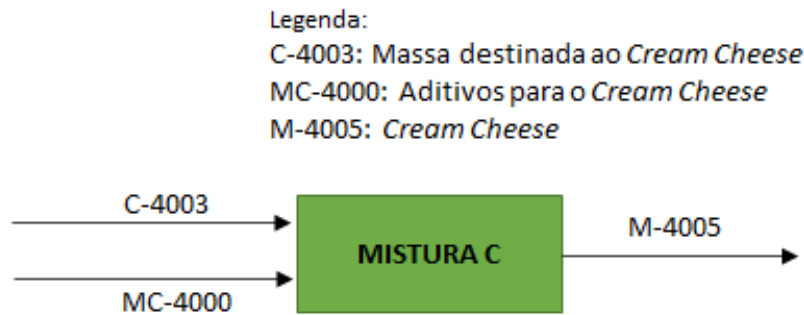 Legenda:
C-4003: Massa destinada ao Cream Cheese
MC-4000: Aditivos para o Cream Cheese
M-4005: Cream Cheese
C-4003
MISTURA C
M-4005
MC-4000